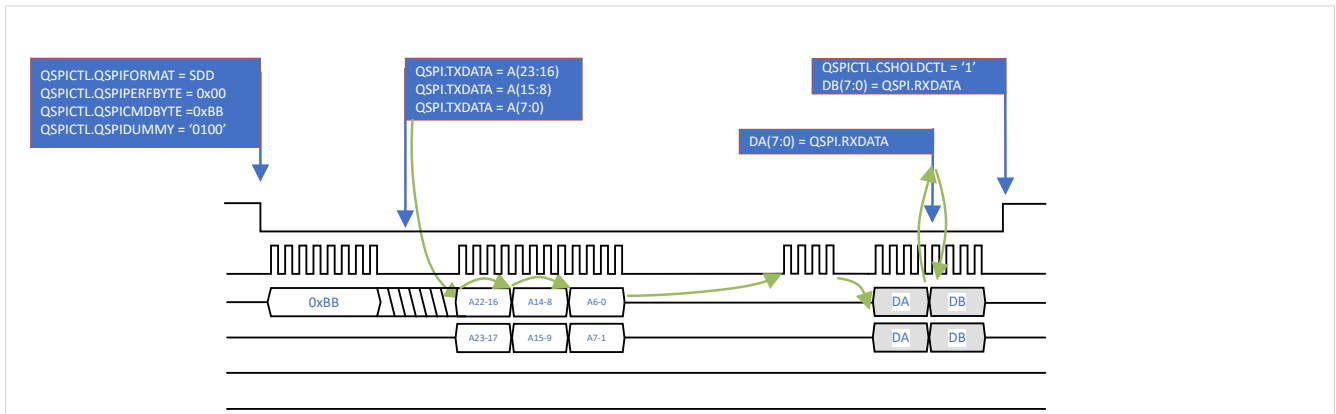 QSPICTL.QSPIFORMAT = SDD
QSPICTL.QSPIPERFBYTE = 0x00
QSPICTL.QSPICMDBYTE =0xBB
QSPICTL.QSPIDUMMY = ‘0100’
QSPI.TXDATA = A(23:16)
QSPI.TXDATA = A(15:8)
QSPI.TXDATA = A(7:0)
QSPICTL.CSHOLDCTL = ‘1’
DB(7:0) = QSPI.RXDATA
DA(7:0) = QSPI.RXDATA
0xBB
A22-16
A14-8
A6-0
DA
DB
A23-17
A15-9
A7-1
DA
DB